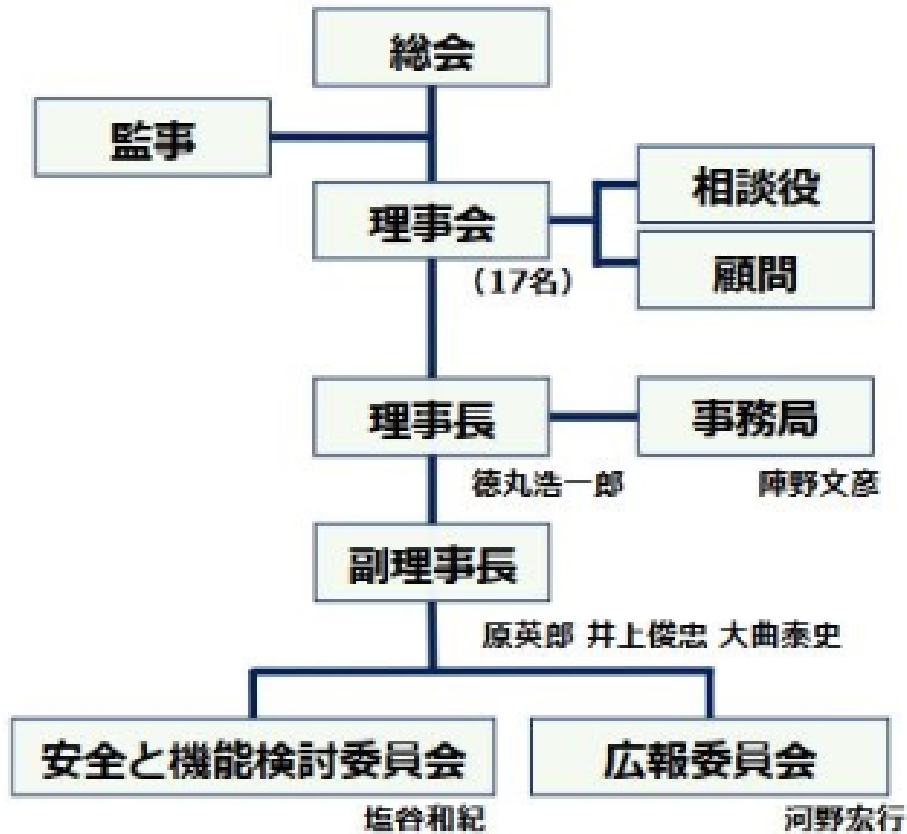 総会
監事
理事会
(17名)
相談役
顧問
理事長
徳丸浩一郎
事務局
陣野文彦
副理事長
原英郎 井上俊忠 大曲泰史
安全と機能検討委員会
塩谷和紀
広報委員会
河野宏行